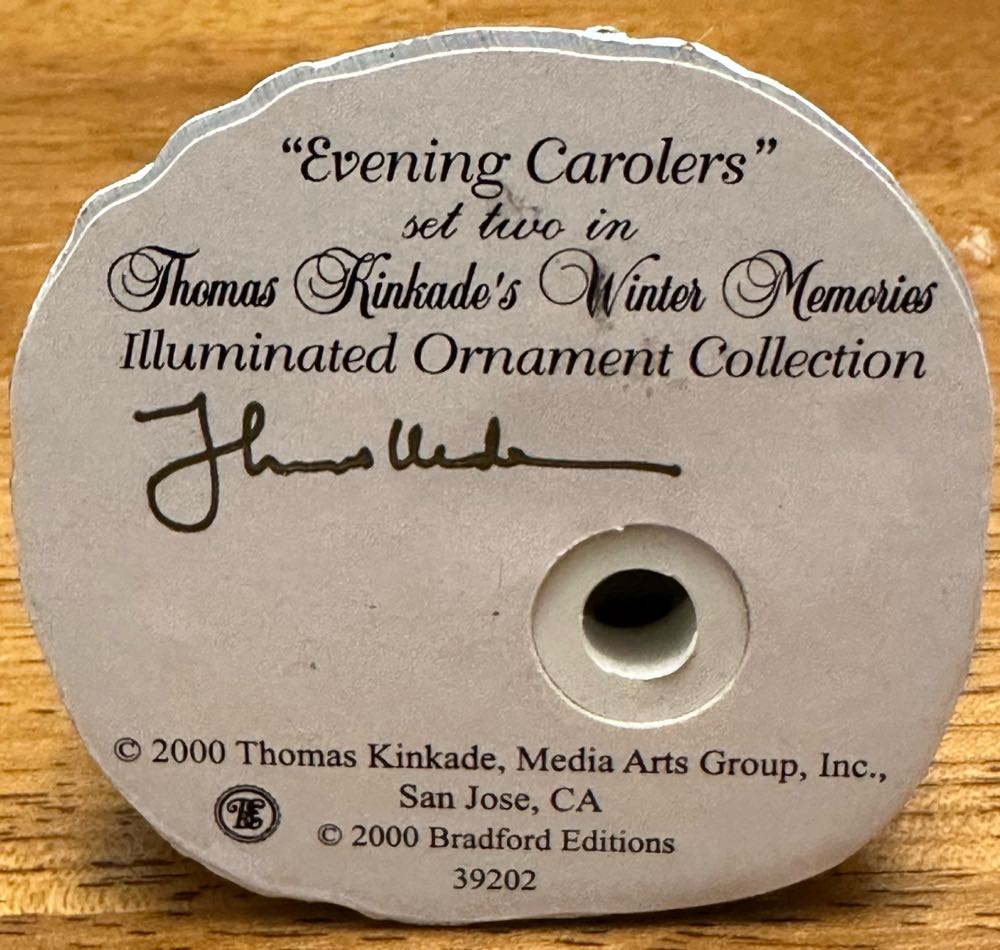 “Evening Carolers”
set two in
Thomas Kinkade's Winter Memories
Illuminated Ornament Collection
© 2000 Thomas Kinkade, Media Arts Group, Inc.,
San Jose, CA
© 2000 Bradford Editions
39202